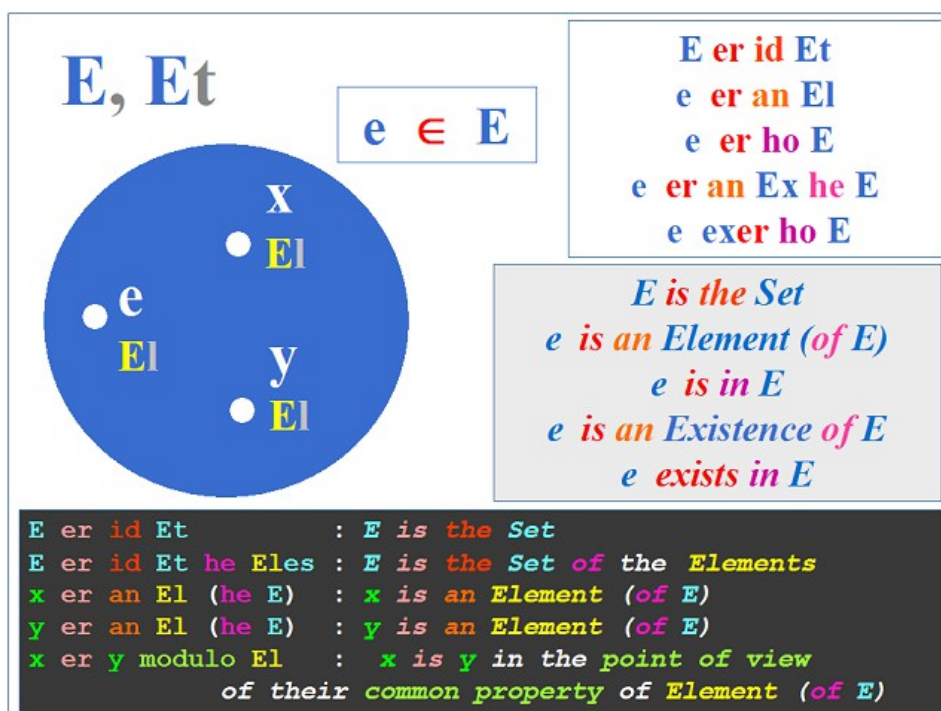 E, Et
e ∈ E
x
El
e
El
y
El
E er id Et
e er an El
e er ho E
e er an Ex he E
e exer ho E
E is the Set
e is an Element (of E)
e is in E
e is an Existence of E
e exists in E
E er id Et : E is the Set
E er id Et he Eles : E is the Set of the Elements
x er an El (he E) : x is an Element (of E)
y er an El (he E) : y is an Element (of E)
x er y modulo El : x is y in the point of view
of their common property of Element (of E)